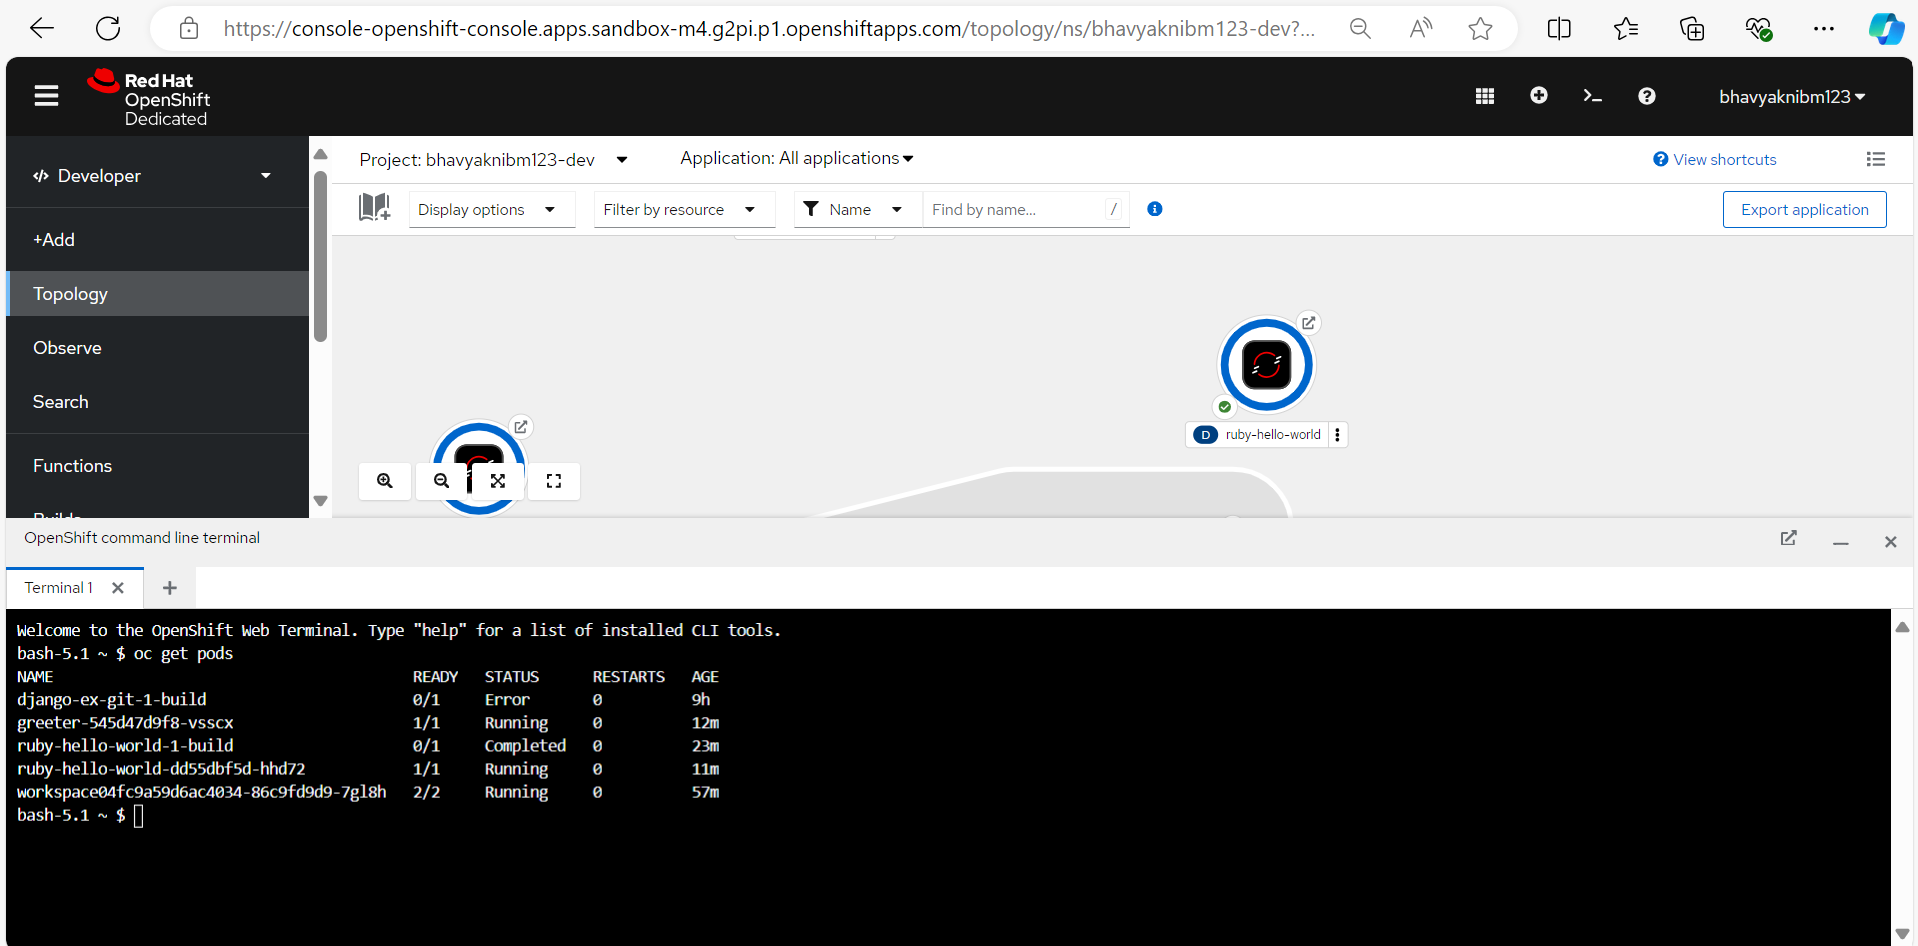 https://console-openshift-console.apps.sandbox-m4.g2pi.p1.openshiftapps.com/topology/ns/bhavyaknibm123-dev?...
Red Hat
OpenShift
Dedicated
bhavyaknibm123
Developer
Project: bhavyaknibm123-dev
Application: All applications
View shortcuts
Display options
Filter by resource
Name
Find by name...
/
Export application
+Add
Topology
Observe
Search
Functions
Builds
D ruby-hello-world
OpenShift command line terminal
Terminal 1
Welcome to the OpenShift Web Terminal. Type "help" for a list of installed CLI tools.
bash-5.1 ~ $ oc get pods
NAME READY STATUS RESTARTS AGE
django-ex-git-1-build 0/1 Error 0 9h
greeter-545d47d9f8-vsscx 1/1 Running 0 12m
ruby-hello-world-1-build 0/1 Completed 0 23m
ruby-hello-world-dd55dbf5d-hhd72 1/1 Running 0 11m
workspace04fc9a59d6ac4034-86c9fd9d9-7gl8h 2/2 Running 0 57m
bash-5.1 ~ $